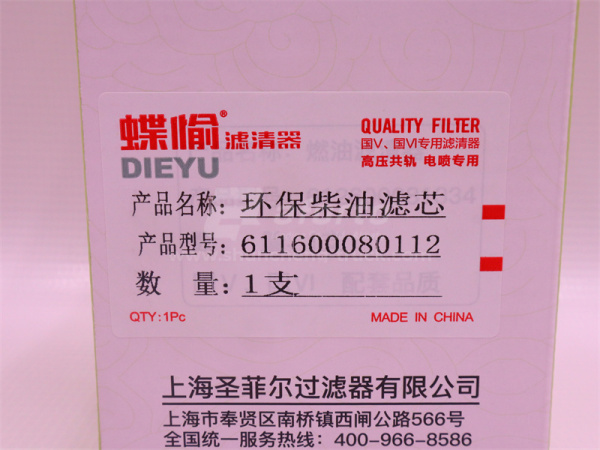 蝶愉® 滤清器
DIEYU
QUALITY FILTER
国Ⅴ、国Ⅵ专用滤清器
高压共轨 电喷专用
产品名称：环保柴油滤芯
产品型号：611600080112
数 量：1支
QTY:1Pc
MADE IN CHINA
上海圣菲尔过滤器有限公司
上海市奉贤区南桥镇西闸公路566号
全国统一服务热线：400-966-8586